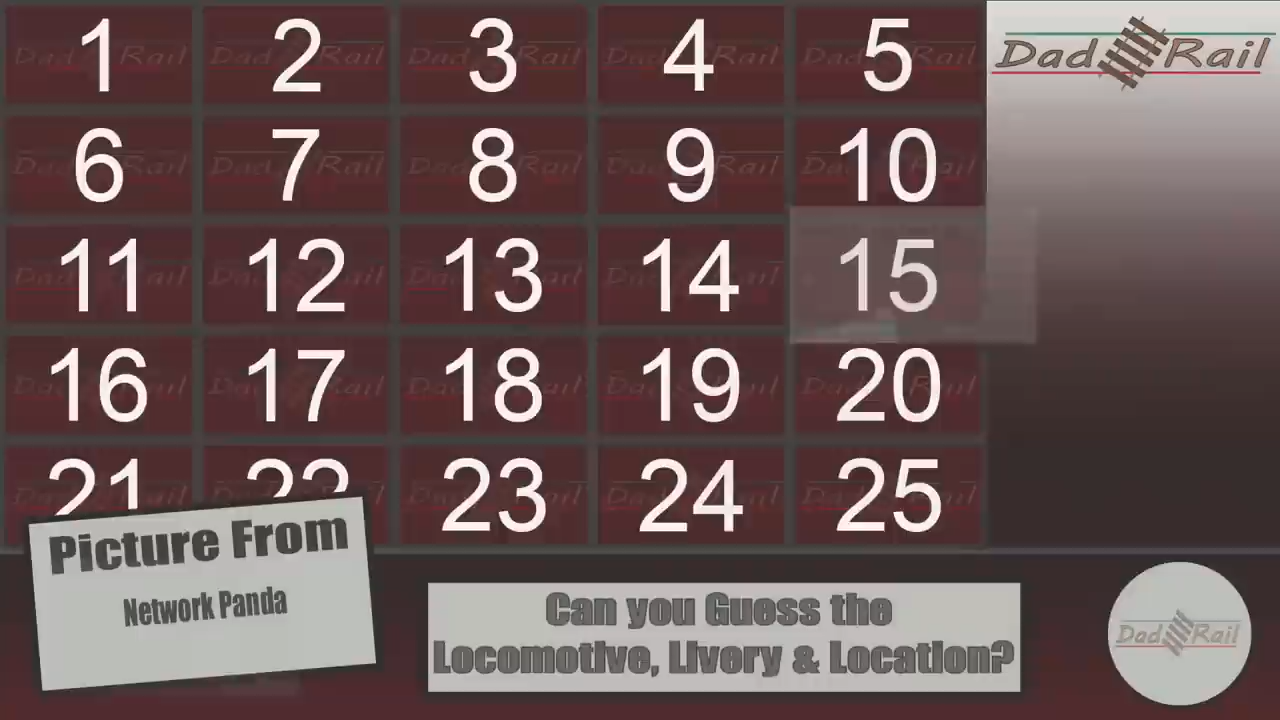 1 2 3 4 5
Dad Rail
6 7 8 9 10
11 12 13 14 15
16 17 18 19 20
21 22 23 24 25
Picture From
Network Panda
Can you Guess the
Locomotive, Livery & Location?
Dad Rail